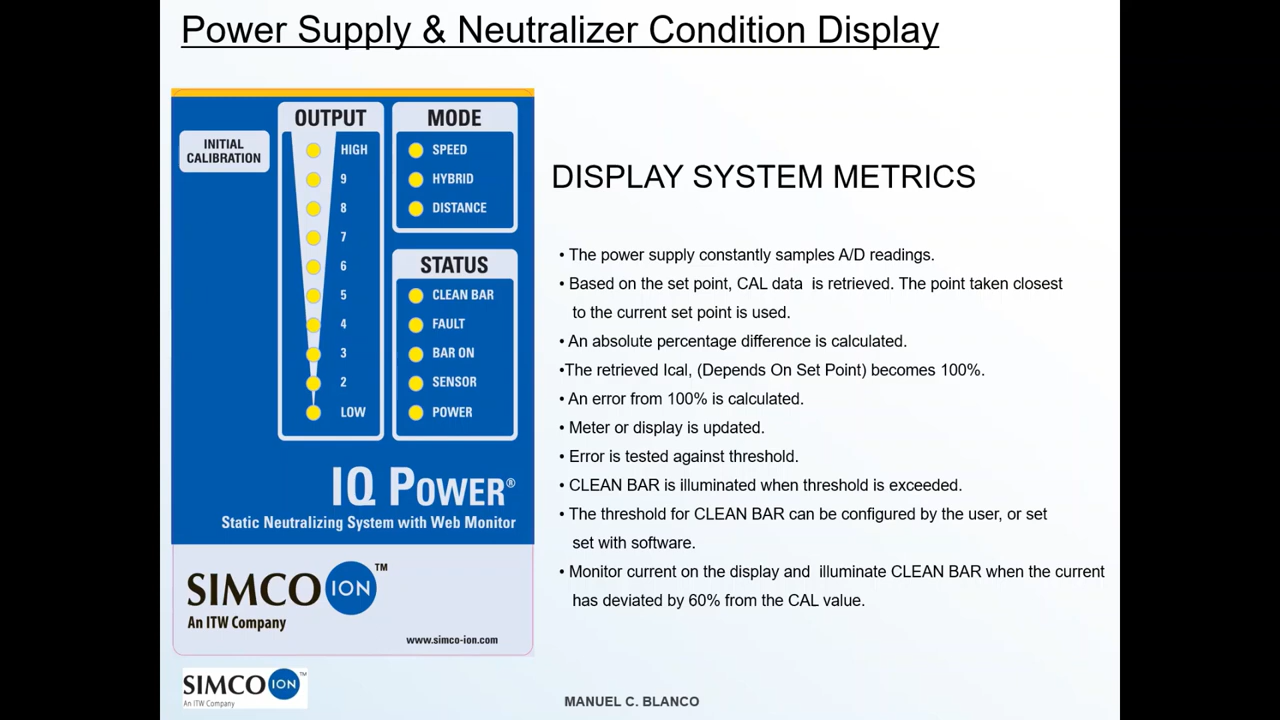 Power Supply & Neutralizer Condition Display
INITIAL
CALIBRATION
OUTPUT
HIGH
9
8
7
6
5
4
3
2
LOW
MODE
SPEED
HYBRID
DISTANCE
STATUS
CLEAN BAR
FAULT
BAR ON
SENSOR
POWER
IQ POWER®
Static Neutralizing System with Web Monitor
SIMCO ION™
An ITW Company
www.simco-ion.com
DISPLAY SYSTEM METRICS
• The power supply constantly samples A/D readings.
• Based on the set point, CAL data  is retrieved. The point taken closest
to the current set point is used.
• An absolute percentage difference is calculated.
•The retrieved Ical, (Depends On Set Point) becomes 100%.
• An error from 100% is calculated.
• Meter or display is updated.
• Error is tested against threshold.
• CLEAN BAR is illuminated when threshold is exceeded.
• The threshold for CLEAN BAR can be configured by the user, or set
set with software.
• Monitor current on the display and  illuminate CLEAN BAR when the current
has deviated by 60% from the CAL value.
SIMCO ION™
An ITW Company
MANUEL C. BLANCO